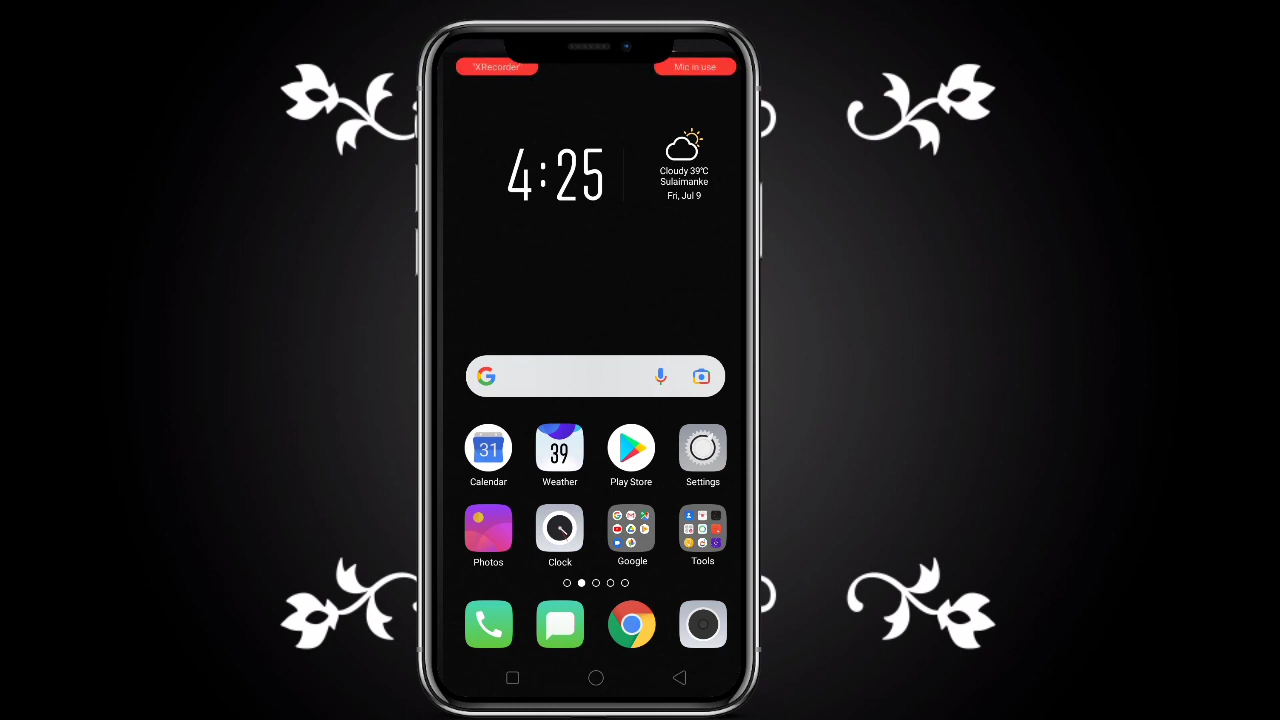 "XRecorder"
Mic in use
4:25
Cloudy 39°C
Sulaimanke
Fri, Jul 9
31
39
Calendar
Weather
Play Store
Settings
Photos
Clock
Google
Tools